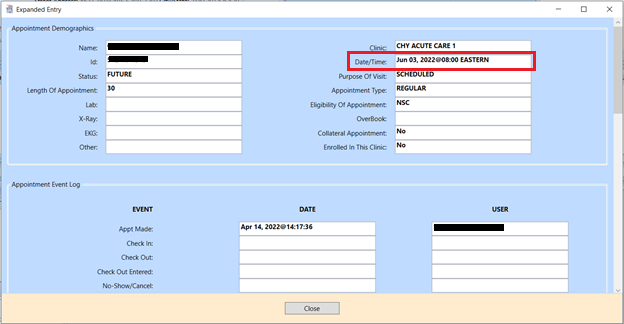 Expanded Entry
Appointment Demographics
Name:
Id:
Status: FUTURE
Length Of Appointment: 30
Lab:
X-Ray:
EKG:
Other:
Clinic: CHY ACUTE CARE 1
Date/Time: Jun 03, 2022@08:00 EASTERN
Purpose Of Visit: SCHEDULED
Appointment Type: REGULAR
Eligibility Of Appointment: NSC
OverBook:
Collateral Appointment: No
Enrolled In This Clinic: No
Appointment Event Log
EVENT DATE USER
Appt Made: Apr 14, 2022@14:17:36
Check In:
Check Out:
Check Out Entered:
No-Show/Cancel:
Close